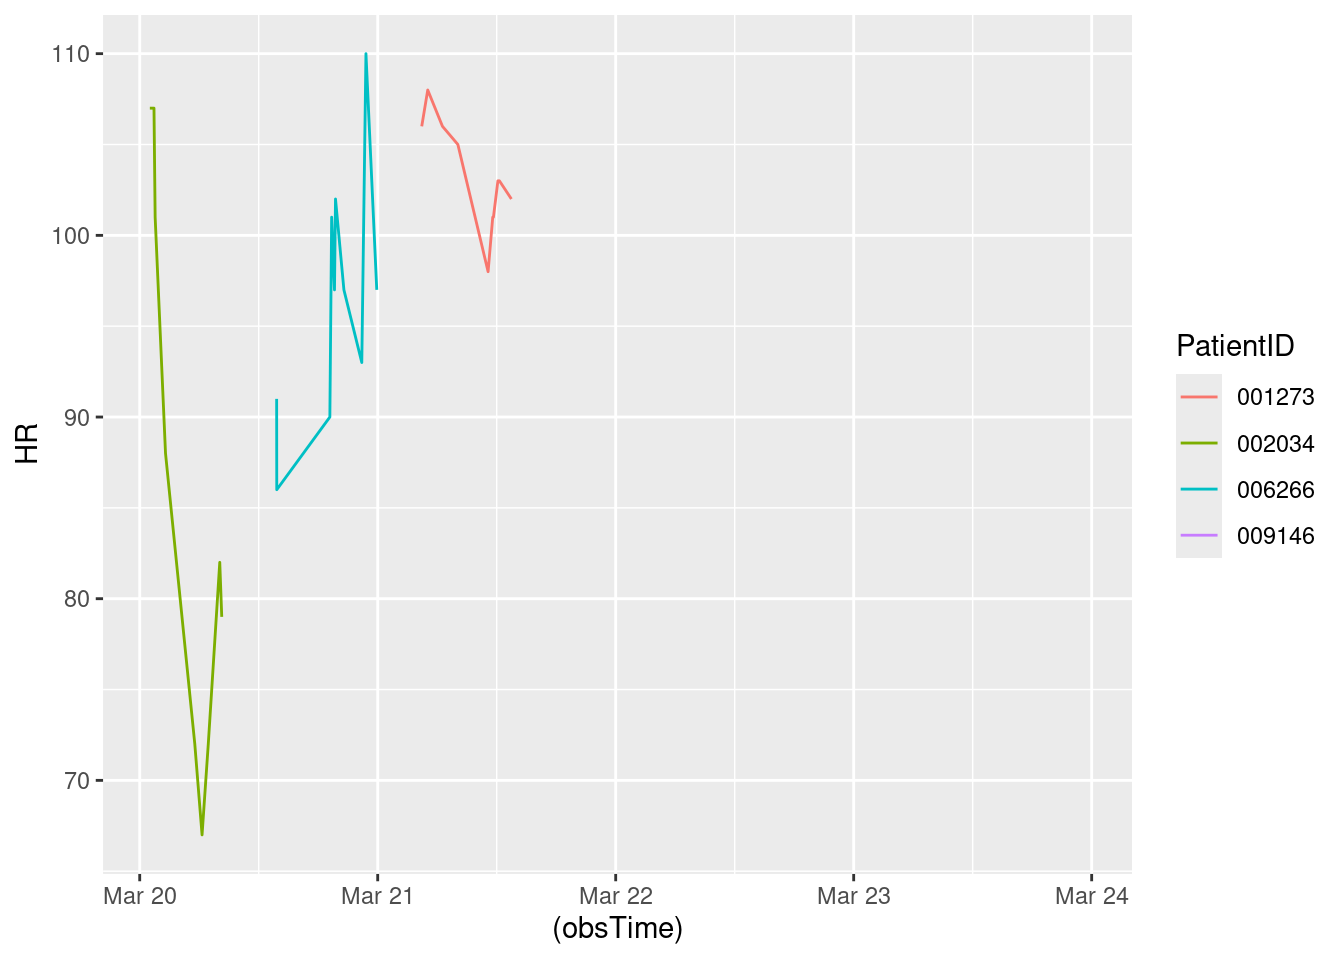 110
100
90
80
70
HR
Mar 20
Mar 21
Mar 22
Mar 23
Mar 24
(obsTime)
PatientID
001273
002034
006266
009146